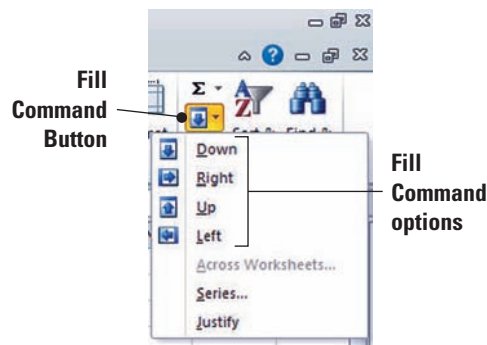 Fill
Command
Button
Σ
A
Z
Down
Right
Up
Left
Across Worksheets...
Series...
Justify
Fill
Command
options